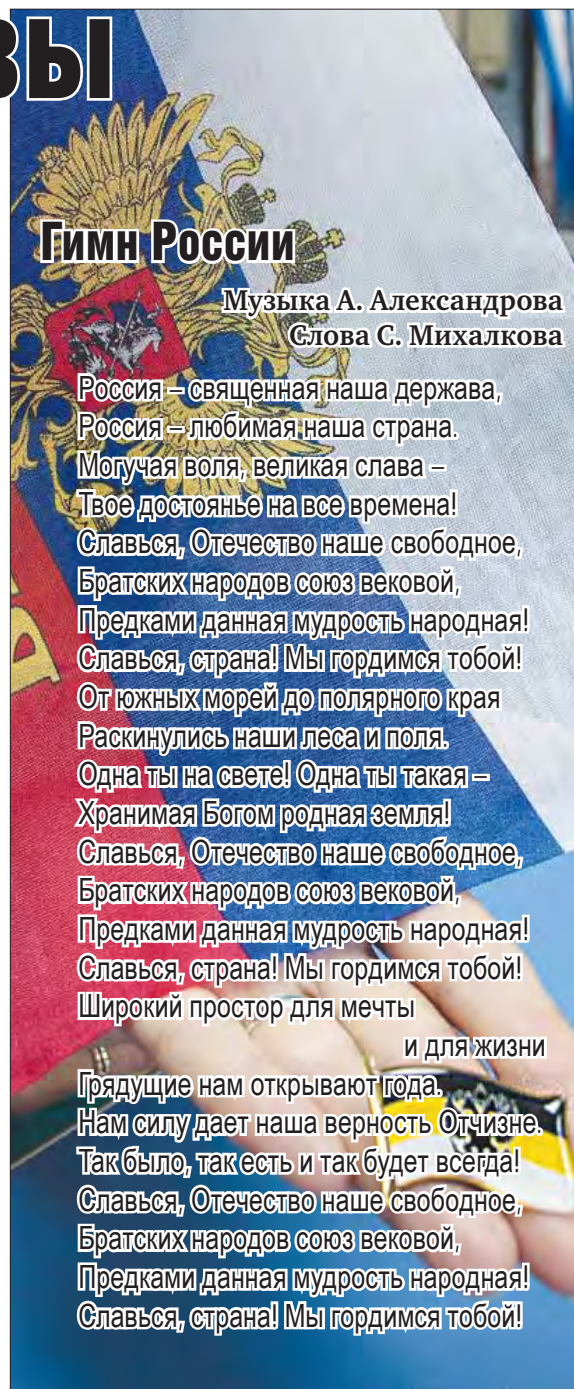 ВЫ
Гимн России
Музыка А. Александрова
Слова С. Михалкова
Россия – священная наша держава,
Россия – любимая наша страна.
Могучая воля, великая слава –
Твое достоянье на все времена!
Славься, Отечество наше свободное,
Братских народов союз вековой,
Предками данная мудрость народная!
Славься, страна! Мы гордимся тобой!
От южных морей до полярного края
Раскинулись наши леса и поля.
Одна ты на свете! Одна ты такая –
Хранимая Богом родная земля!
Славься, Отечество наше свободное,
Братских народов союз вековой,
Предками данная мудрость народная!
Славься, страна! Мы гордимся тобой!
Широкий простор для мечты
и для жизни
Грядущие нам открывают года.
Нам силу дает наша верность Отчизне.
Так было, так есть и так будет всегда!
Славься, Отечество наше свободное,
Братских народов союз вековой,
Предками данная мудрость народная!
Славься, страна! Мы гордимся тобой!